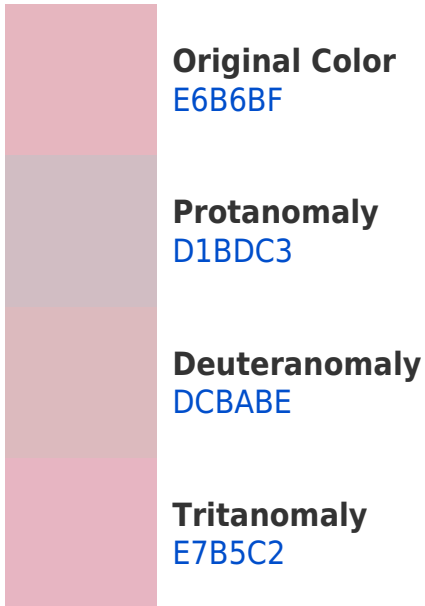 Original Color
E6B6BF
Protanomaly
D1BDC3
Deuteranomaly
DCBABE
Tritanomaly
E7B5C2